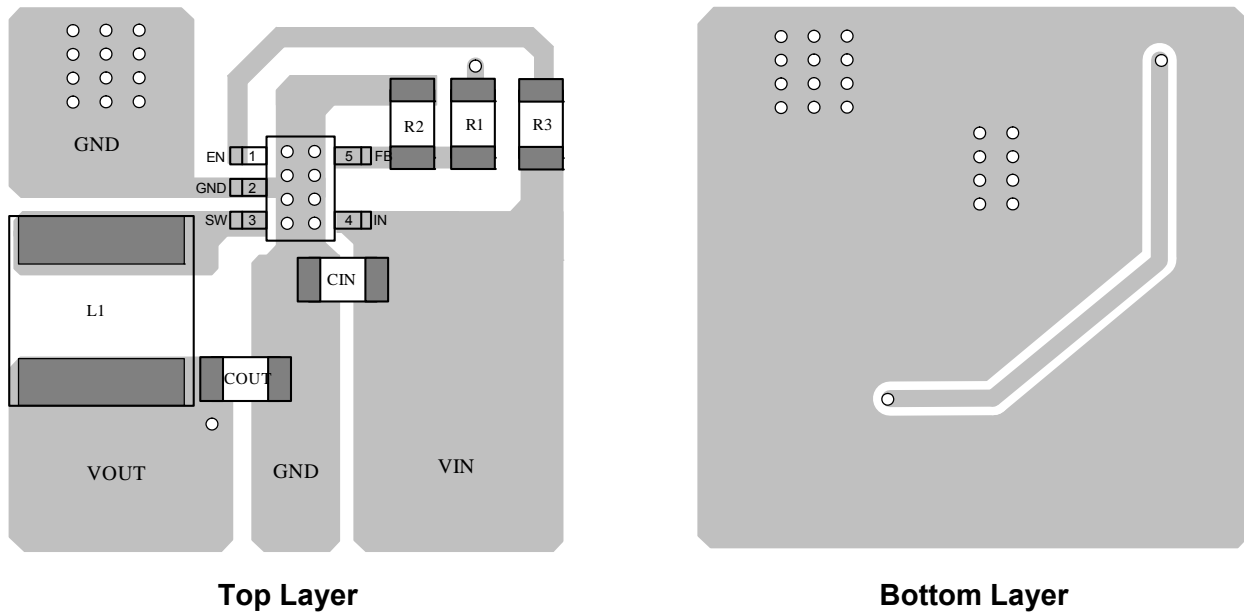 GND
R2
R1
R3
EN 1
5 FB
GND 2
SW 3
4 IN
CIN
L1
COUT
VOUT
GND
VIN
Top Layer
Bottom Layer